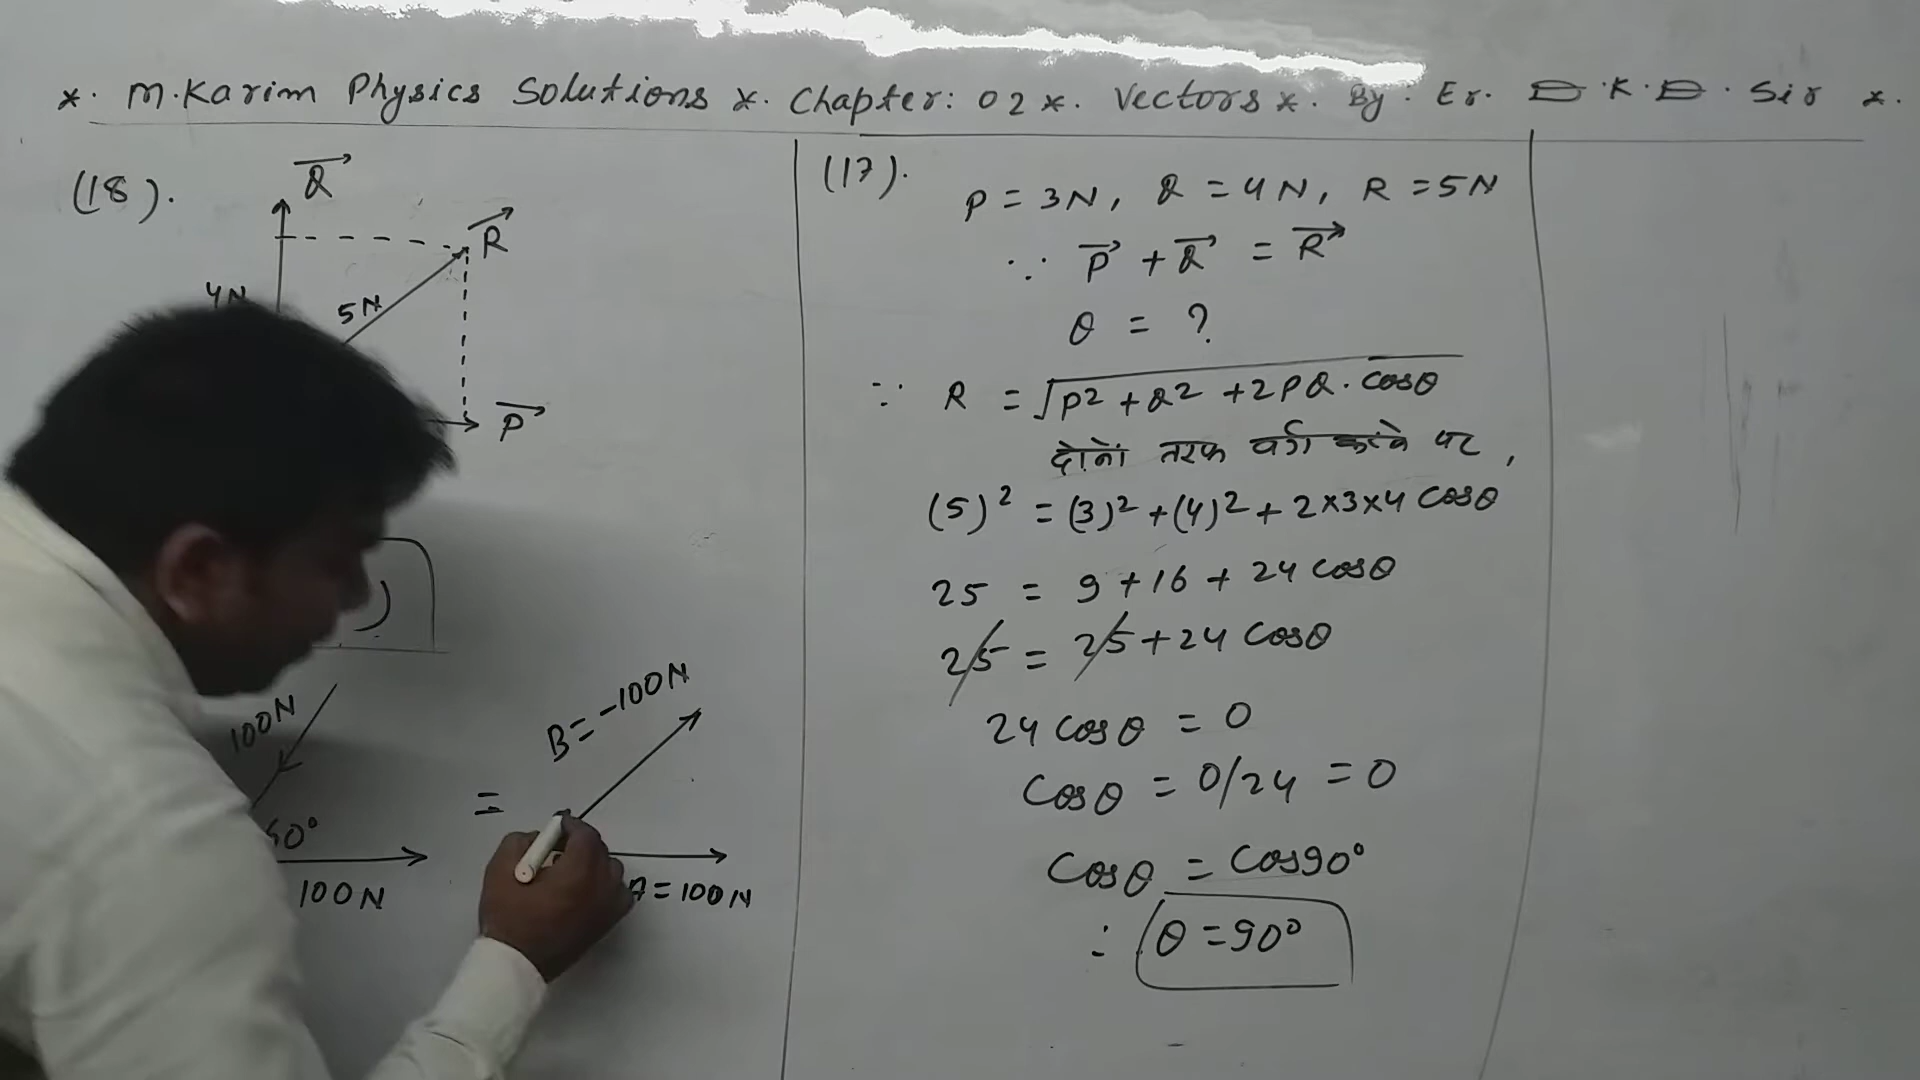 *. M.Karim Physics Solutions *. Chapter: 02 *. Vectors *. By. Er. D.K.D. Sir *.
(18).
Q
R
4N
5N
P
100N
60°
100N
=
B=-100N
A=100N
(17).
P = 3N, Q = 4N, R = 5N
∵ P + Q = R
θ = ?
∵ R = √P2 + Q2 + 2PQ. cosθ
दोनो तरफ वर्ग करने पर,
(5)2 = (3)2 + (4)2 + 2×3×4 cosθ
25 = 9 + 16 + 24 cosθ
25 = 25 + 24 cosθ
24 cosθ = 0
Cosθ = 0/24 = 0
Cosθ = Cos90°
: θ = 90°